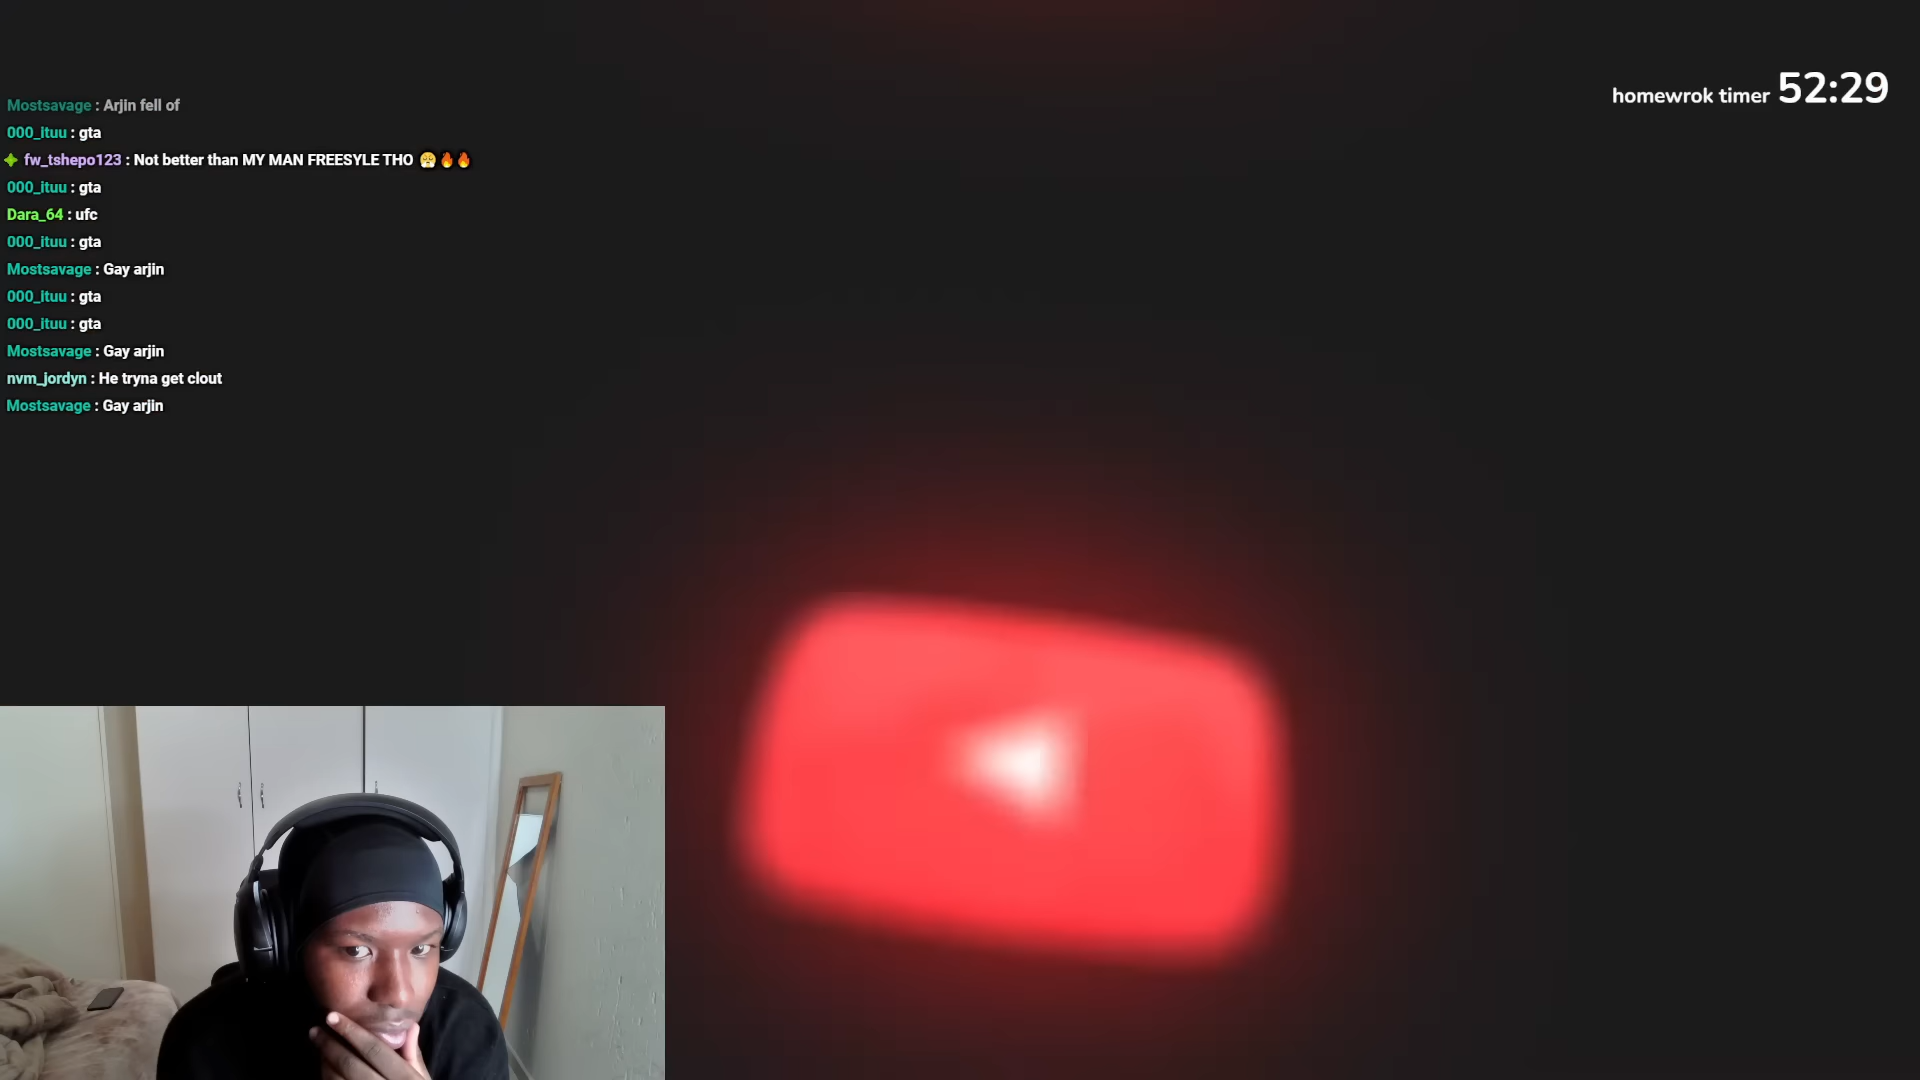 Mostsavage : Arjin fell of
homewrok timer 52:29
000_ituu : gta
fw_tshepo123 : Not better than MY MAN FREESYLE THO 😤🔥🔥
000_ituu : gta
Dara_64 : ufc
000_ituu : gta
Mostsavage : Gay arjin
000_ituu : gta
000_ituu : gta
Mostsavage : Gay arjin
nvm_jordyn : He tryna get clout
Mostsavage : Gay arjin